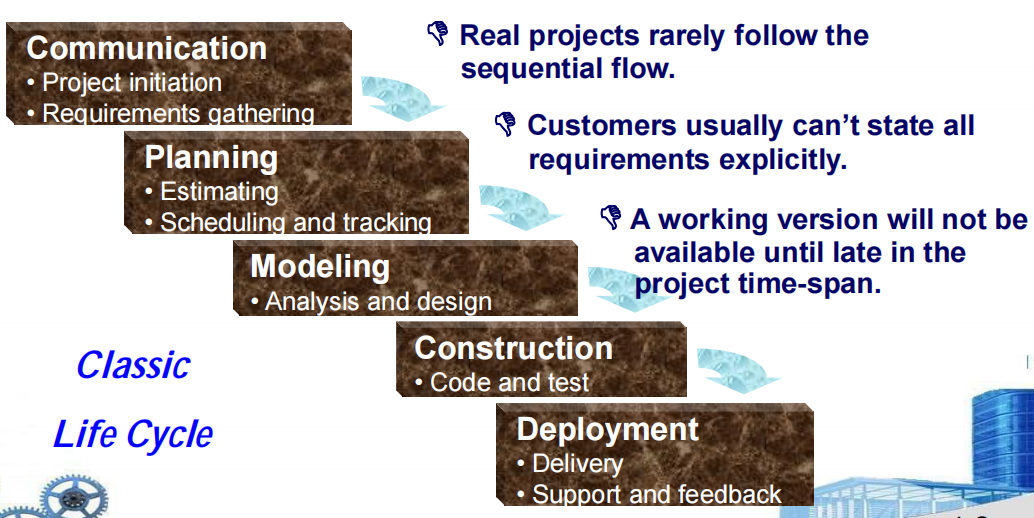 Communication
• Project initiation
• Requirements gathering
👎 Real projects rarely follow the
sequential flow.
👎 Customers usually can’t state all
requirements explicitly.
Planning
• Estimating
• Scheduling and tracking
👎 A working version will not be
available until late in the
project time-span.
Modeling
• Analysis and design
Construction
• Code and test
Classic
Life Cycle
Deployment
• Delivery
• Support and feedback